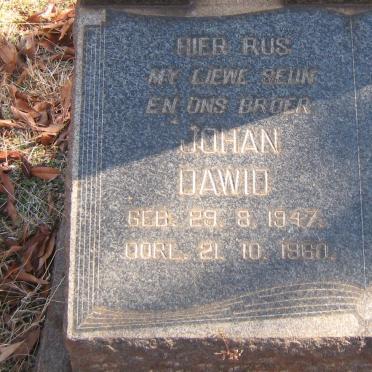 HIER RUS
MY LIEWE SEUN
EN ONS BROER
JOHAN
DAWID
GEB. 29. 8. 1947.
OORL. 21. 10. 1960.